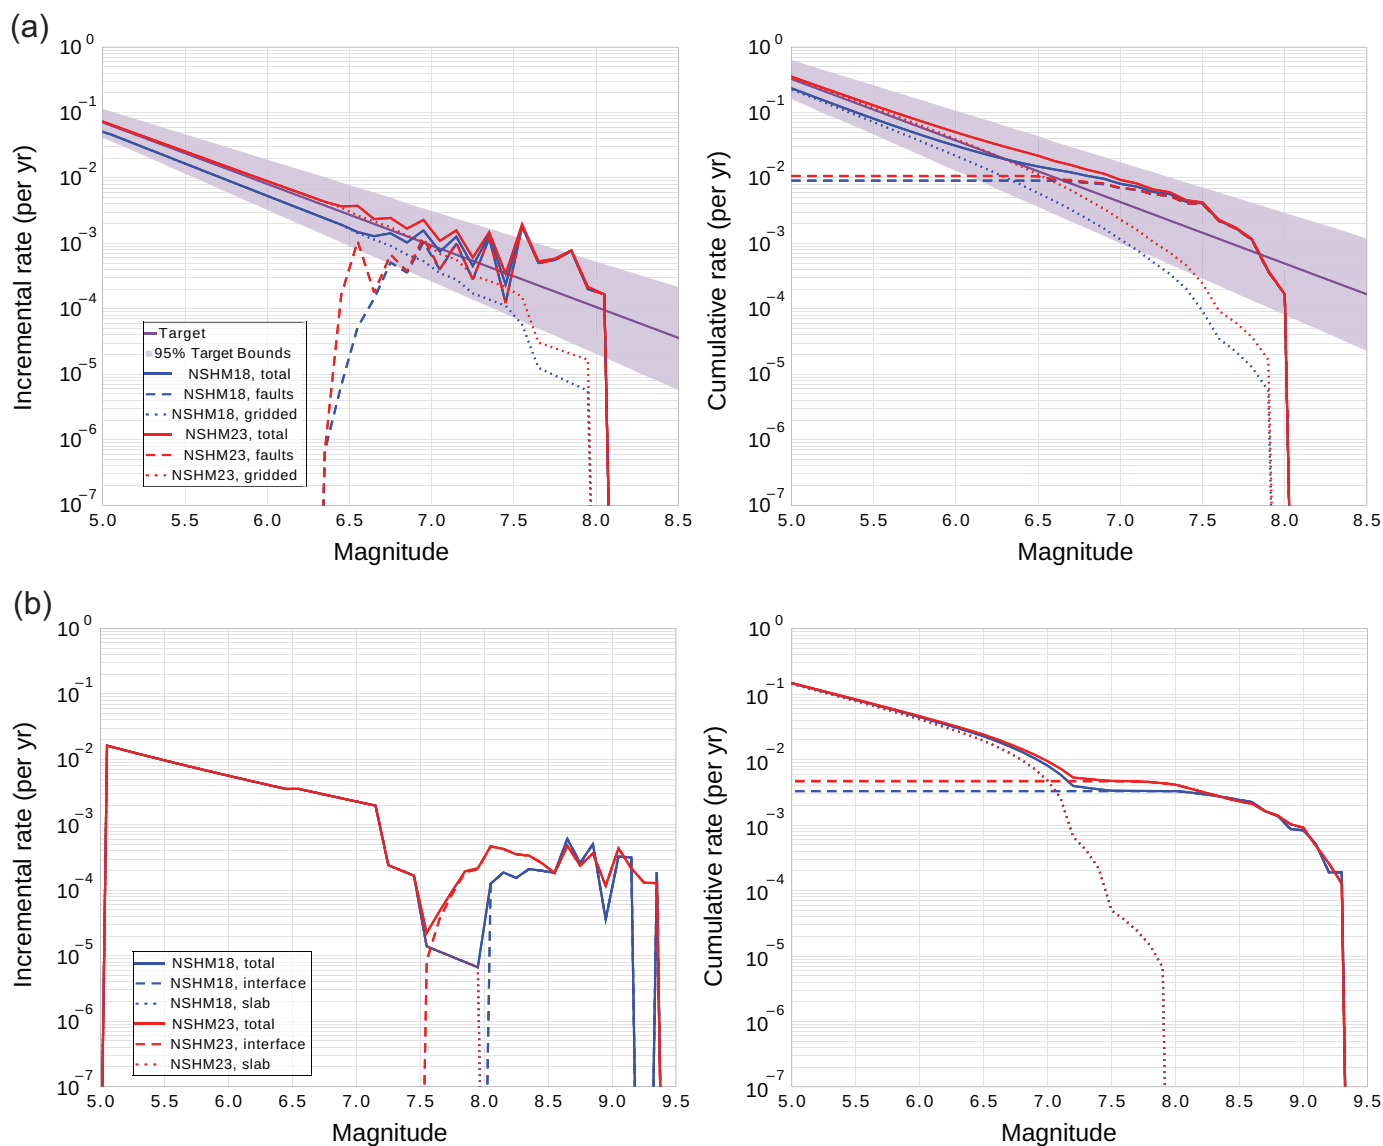 (a)
10^0
10^−1
10^−2
10^−3
10^−4
10^−5
10^−6
10^−7
Incremental rate (per yr)
Target
95% Target Bounds
NSHM18, total
NSHM18, faults
NSHM18, gridded
NSHM23, total
NSHM23, faults
NSHM23, gridded
5.0 5.5 6.0 6.5 7.0 7.5 8.0 8.5
Magnitude
10^0
10^−1
10^−2
10^−3
10^−4
10^−5
10^−6
10^−7
Cumulative rate (per yr)
5.0 5.5 6.0 6.5 7.0 7.5 8.0 8.5
Magnitude
(b)
10^0
10^−1
10^−2
10^−3
10^−4
10^−5
10^−6
10^−7
Incremental rate (per yr)
NSHM18, total
NSHM18, interface
NSHM18, slab
NSHM23, total
NSHM23, interface
NSHM23, slab
5.0 5.5 6.0 6.5 7.0 7.5 8.0 8.5 9.0 9.5
Magnitude
10^0
10^−1
10^−2
10^−3
10^−4
10^−5
10^−6
10^−7
Cumulative rate (per yr)
5.0 5.5 6.0 6.5 7.0 7.5 8.0 8.5 9.0 9.5
Magnitude